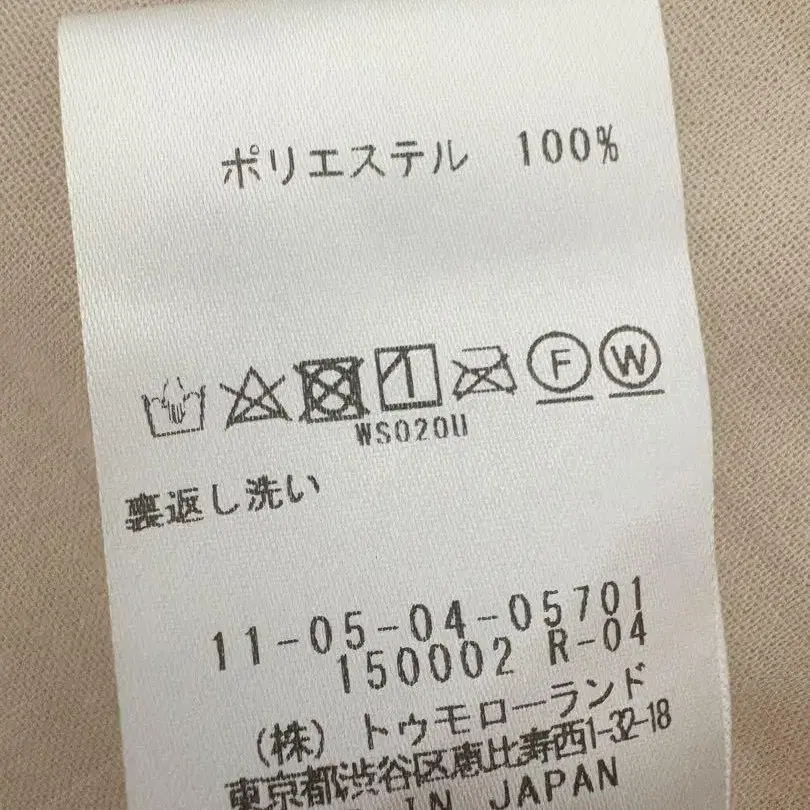 ポリエステル 100%
F W
WS020U
裏返し洗い
11-05-04-05701
150002 R-04
(株) トゥモローランド
東京都渋谷区恵比寿西1-32-18
IN JAPAN